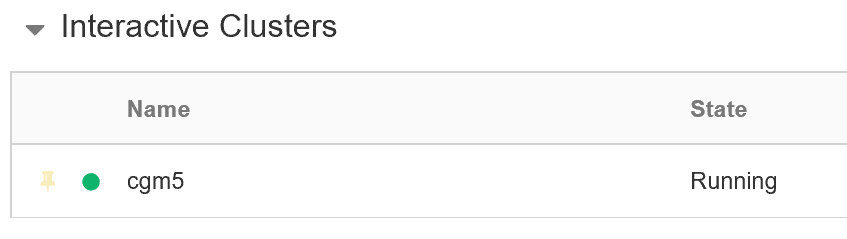 Interactive Clusters
Name State
cgm5 Running